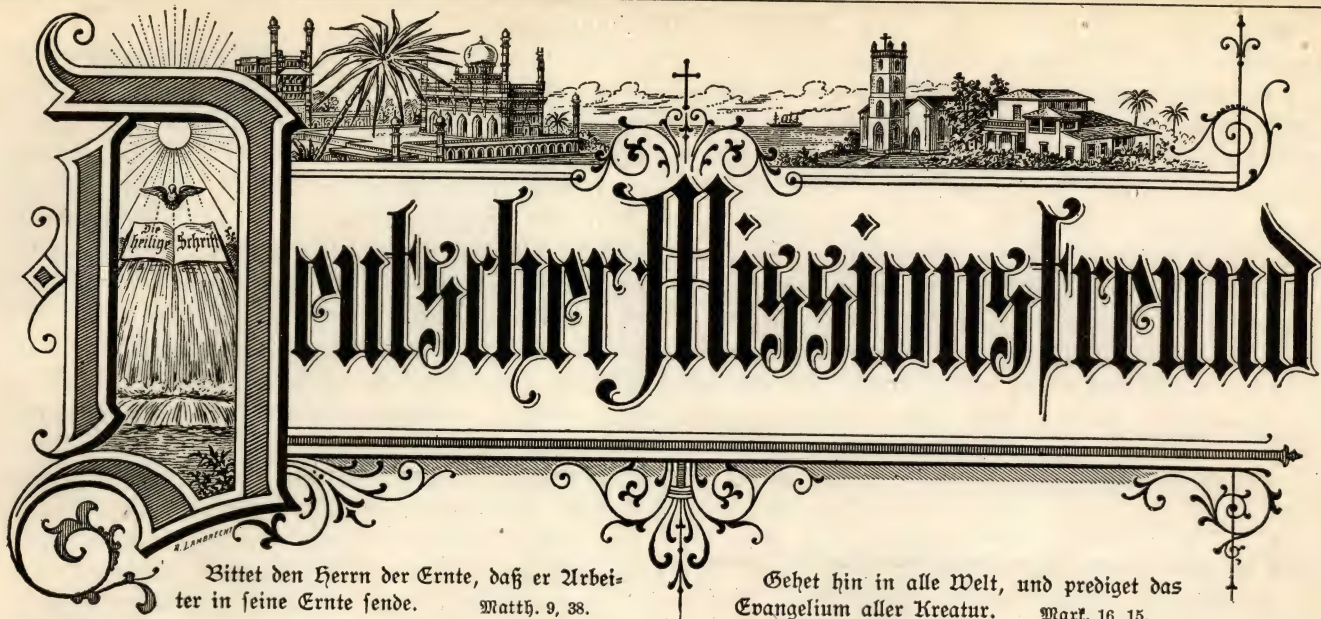 Die
heilige Schrift
Deutscher Missionsfreund
R. LAMBRECHT
Bittet den Herrn der Ernte, daß er Arbei=
ter in seine Ernte sende. Matth. 9, 38.
Gehet hin in alle Welt, und prediget das
Evangelium aller Kreatur. Mark. 16, 15.